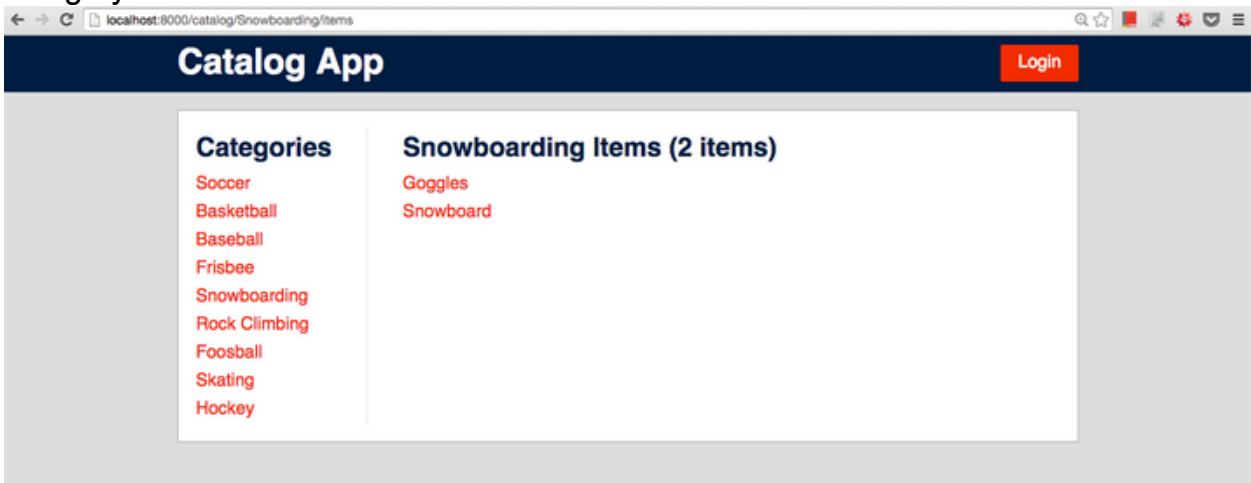 localhost:8000/catalog/Snowboarding/items
Catalog App
Login
Categories
Soccer
Basketball
Baseball
Frisbee
Snowboarding
Rock Climbing
Foosball
Skating
Hockey
Snowboarding Items (2 items)
Goggles
Snowboard